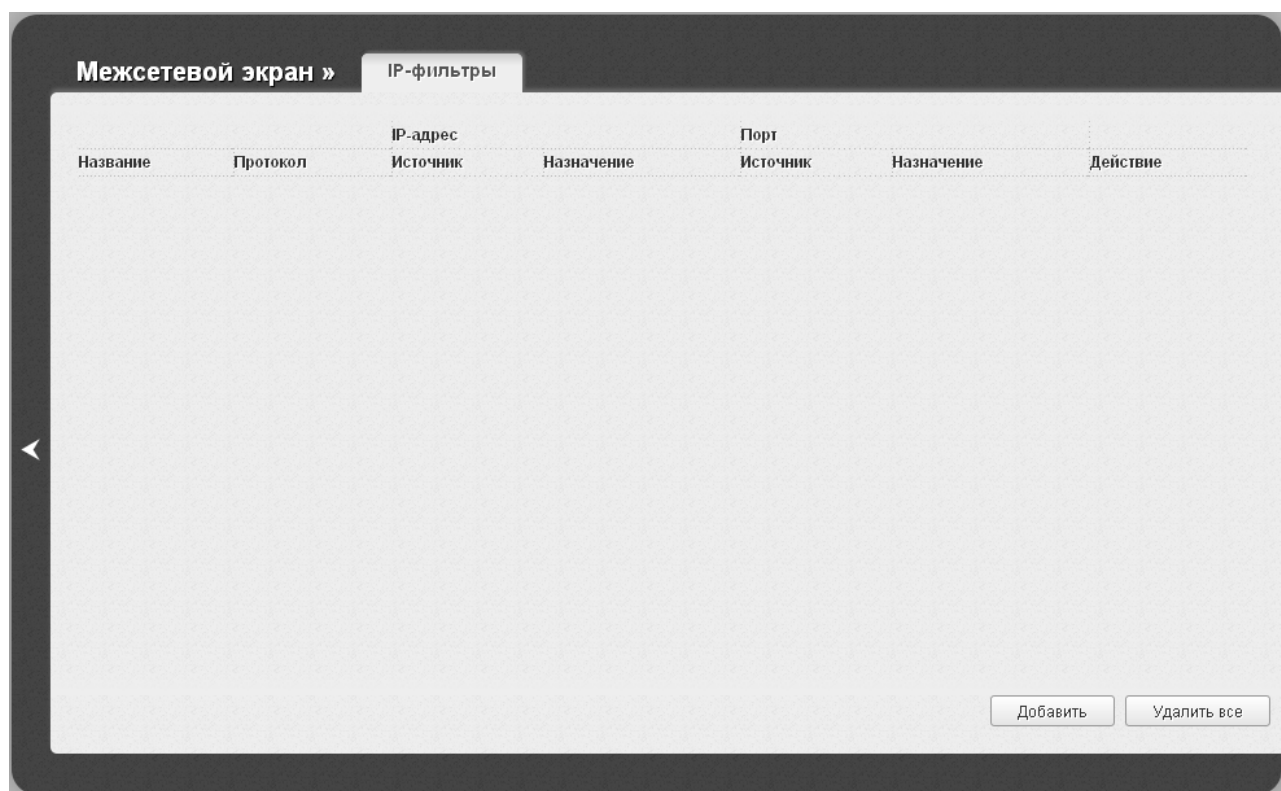 Межсетевой экран » IP-фильтры
IP-адрес Порт
Название Протокол Источник Назначение Источник Назначение Действие
Добавить Удалить все